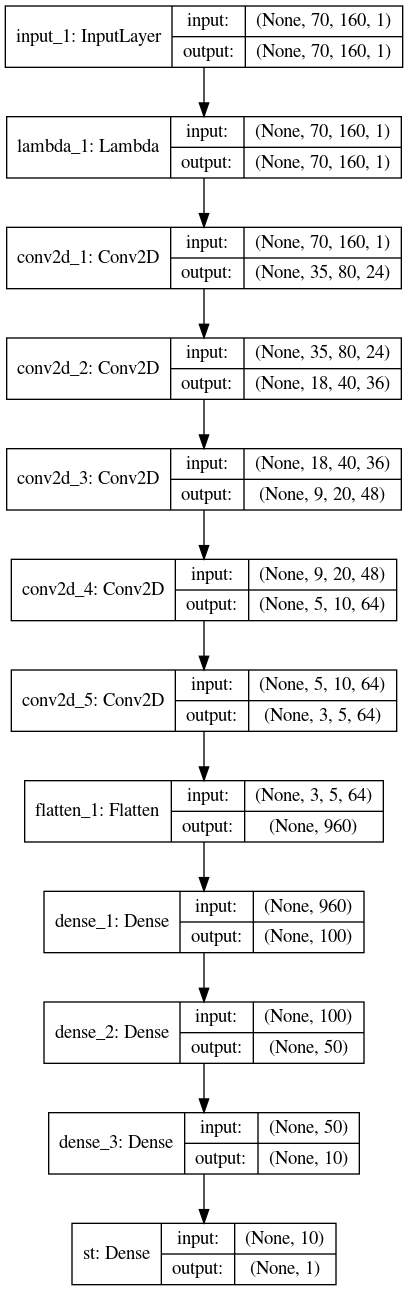 input_1: InputLayer
input:
(None, 70, 160, 1)
output:
(None, 70, 160, 1)
lambda_1: Lambda
input:
(None, 70, 160, 1)
output:
(None, 70, 160, 1)
conv2d_1: Conv2D
input:
(None, 70, 160, 1)
output:
(None, 35, 80, 24)
conv2d_2: Conv2D
input:
(None, 35, 80, 24)
output:
(None, 18, 40, 36)
conv2d_3: Conv2D
input:
(None, 18, 40, 36)
output:
(None, 9, 20, 48)
conv2d_4: Conv2D
input:
(None, 9, 20, 48)
output:
(None, 5, 10, 64)
conv2d_5: Conv2D
input:
(None, 5, 10, 64)
output:
(None, 3, 5, 64)
flatten_1: Flatten
input:
(None, 3, 5, 64)
output:
(None, 960)
dense_1: Dense
input:
(None, 960)
output:
(None, 100)
dense_2: Dense
input:
(None, 100)
output:
(None, 50)
dense_3: Dense
input:
(None, 50)
output:
(None, 10)
st: Dense
input:
(None, 10)
output:
(None, 1)